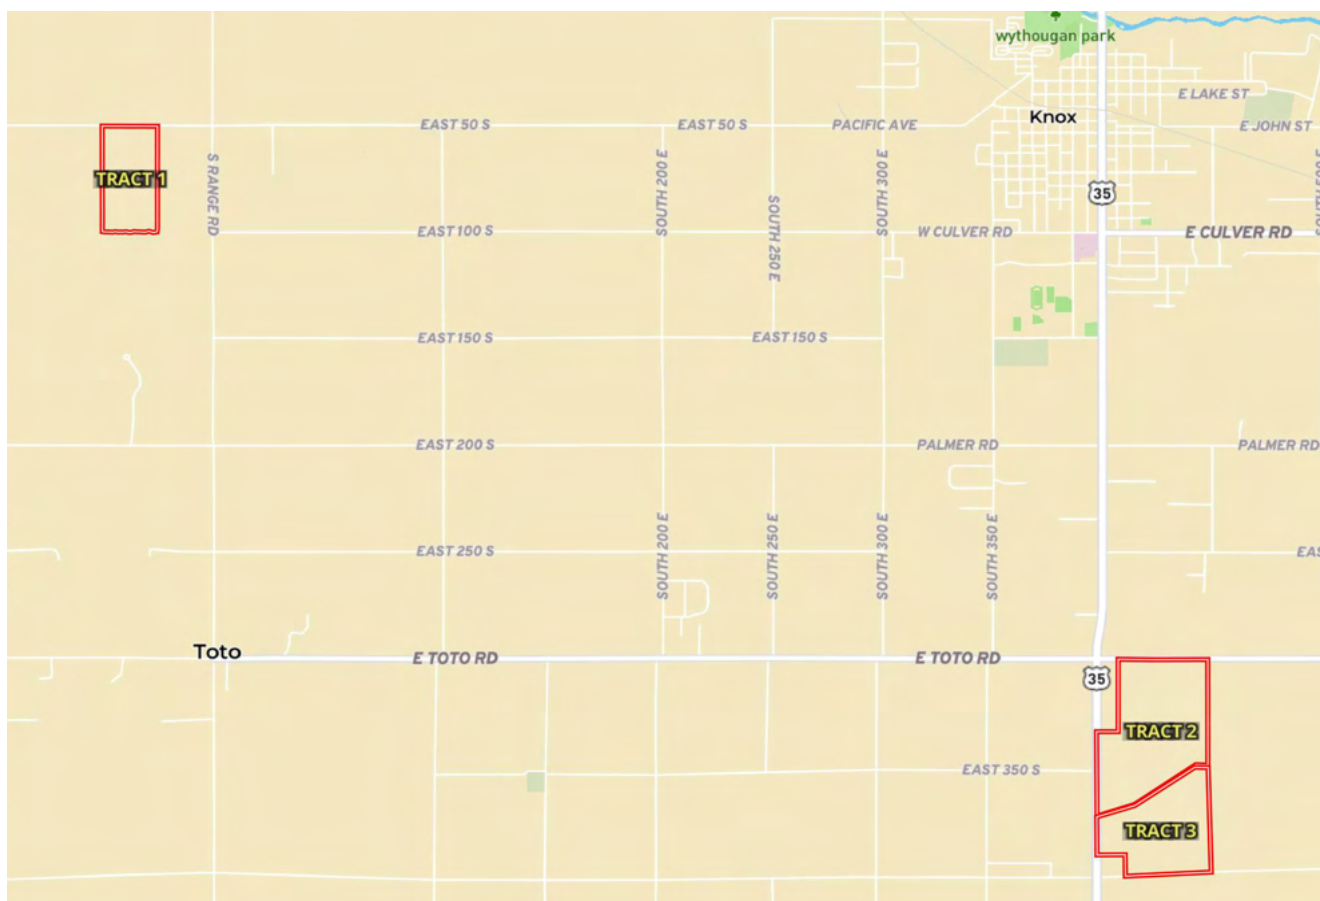 wythougan park
E LAKE ST
Knox
EAST 50 S
EAST 50 S
PACIFIC AVE
E JOHN ST
TRACT 1
S RANGE RD
SOUTH 200 E
SOUTH 300 E
35
SOUTH 250 E
EAST 100 S
W CULVER RD
E CULVER RD
EAST 150 S
EAST 150 S
EAST 200 S
PALMER RD
PALMER RD
SOUTH 200 E
SOUTH 250 E
SOUTH 300 E
SOUTH 350 E
EAST 250 S
EAS
Toto
E TOTO RD
E TOTO RD
35
TRACT 2
EAST 350 S
TRACT 3